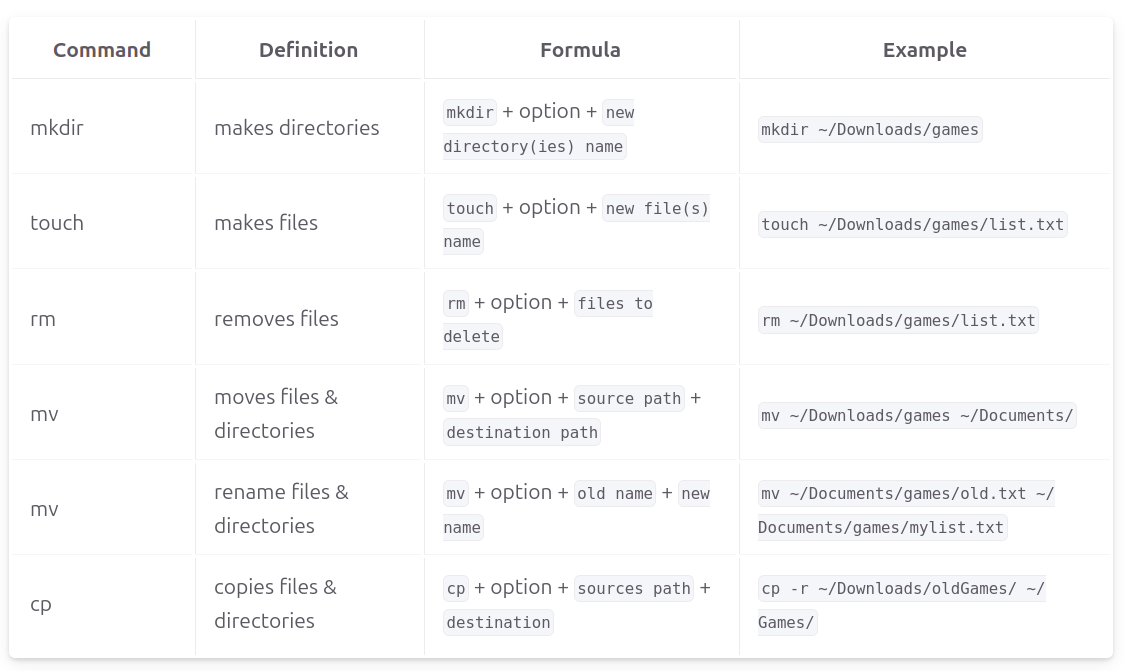 Command Definition Formula Example
mkdir makes directories mkdir + option + new directory(ies) name mkdir ~/Downloads/games
touch makes files touch + option + new file(s) name touch ~/Downloads/games/list.txt
rm removes files rm + option + files to delete rm ~/Downloads/games/list.txt
mv moves files & directories mv + option + source path + destination path mv ~/Downloads/games ~/Documents/
mv rename files & directories mv + option + old name + new name mv ~/Documents/games/old.txt ~/Documents/games/mylist.txt
cp copies files & directories cp + option + sources path + destination cp -r ~/Downloads/oldGames/ ~/Games/